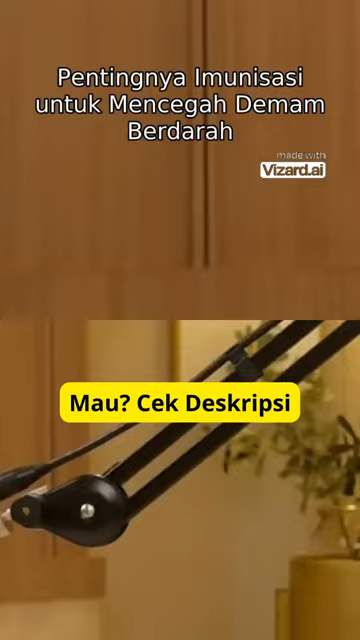 Pentingnya Imunisasi
untuk Mencegah Demam
Berdarah
made with
Vizard.ai
Mau? Cek Deskripsi